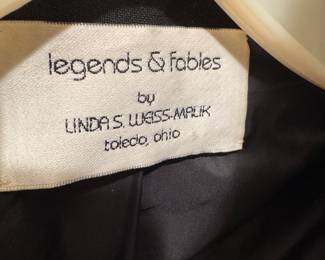 legends & fables
by
LINDA S. WEISS-MALIK
toledo, ohio